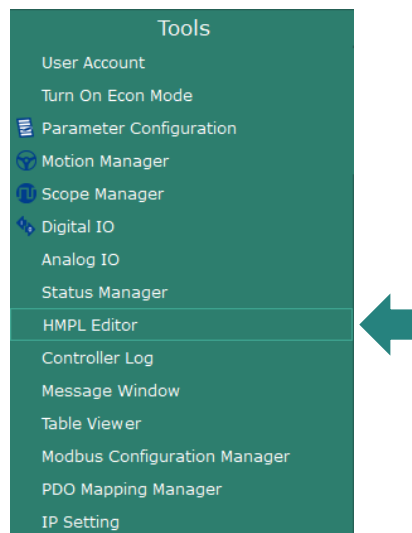 Tools
User Account
Turn On Econ Mode
Parameter Configuration
Motion Manager
Scope Manager
Digital IO
Analog IO
Status Manager
HMPL Editor
Controller Log
Message Window
Table Viewer
Modbus Configuration Manager
PDO Mapping Manager
IP Setting